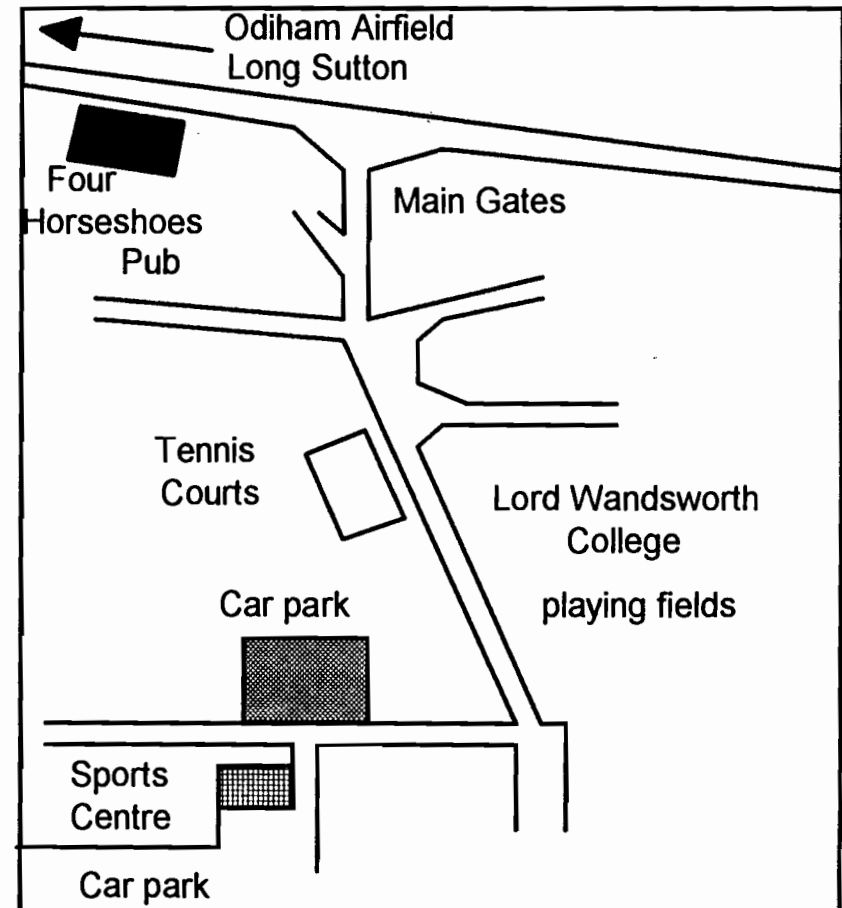 Odiham Airfield
Long Sutton
Four
Horseshoes
Pub
Main Gates
Tennis
Courts
Lord Wandsworth
College
playing fields
Car park
Sports
Centre
Car park